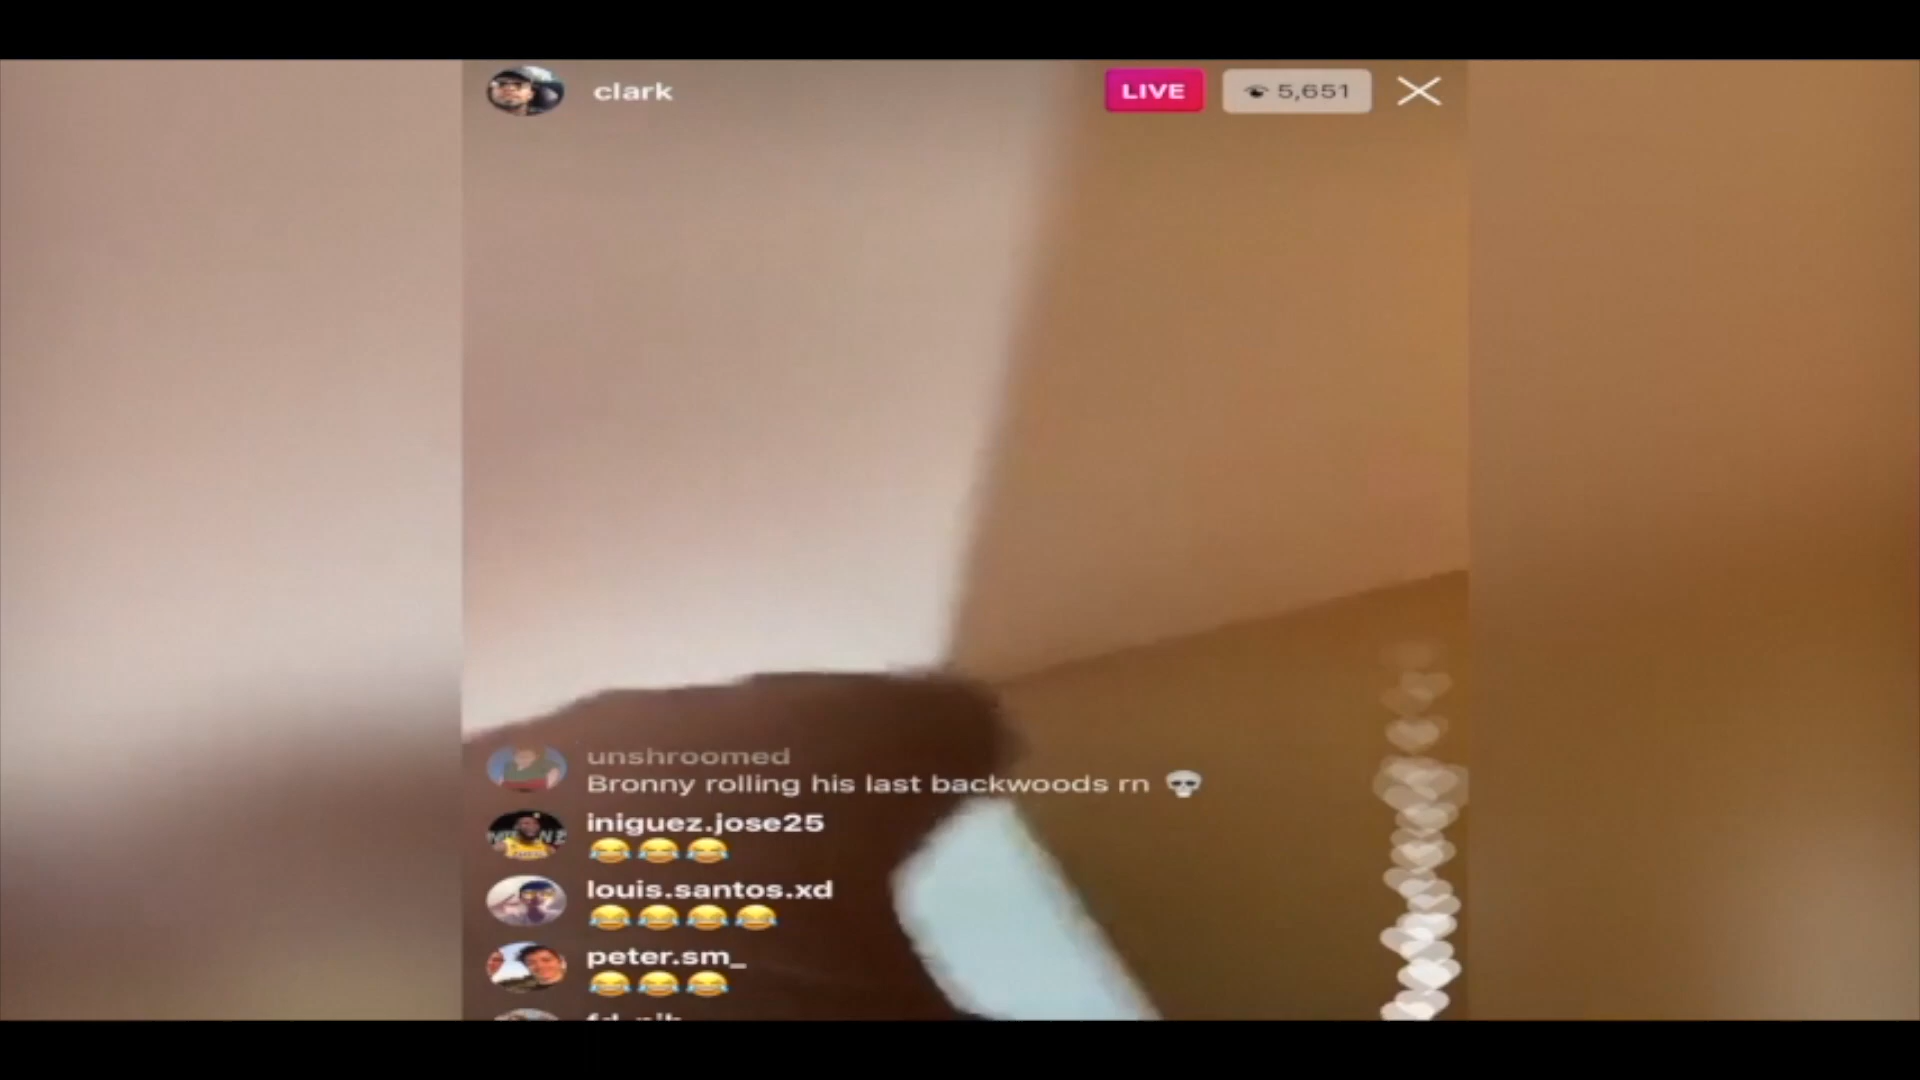 clark
LIVE
5,651
unshroomed
Bronny rolling his last backwoods rn 💀
iniguez.jose25
😂😂😂
louis.santos.xd
😂😂😂😂
peter.sm_
😂😂😂